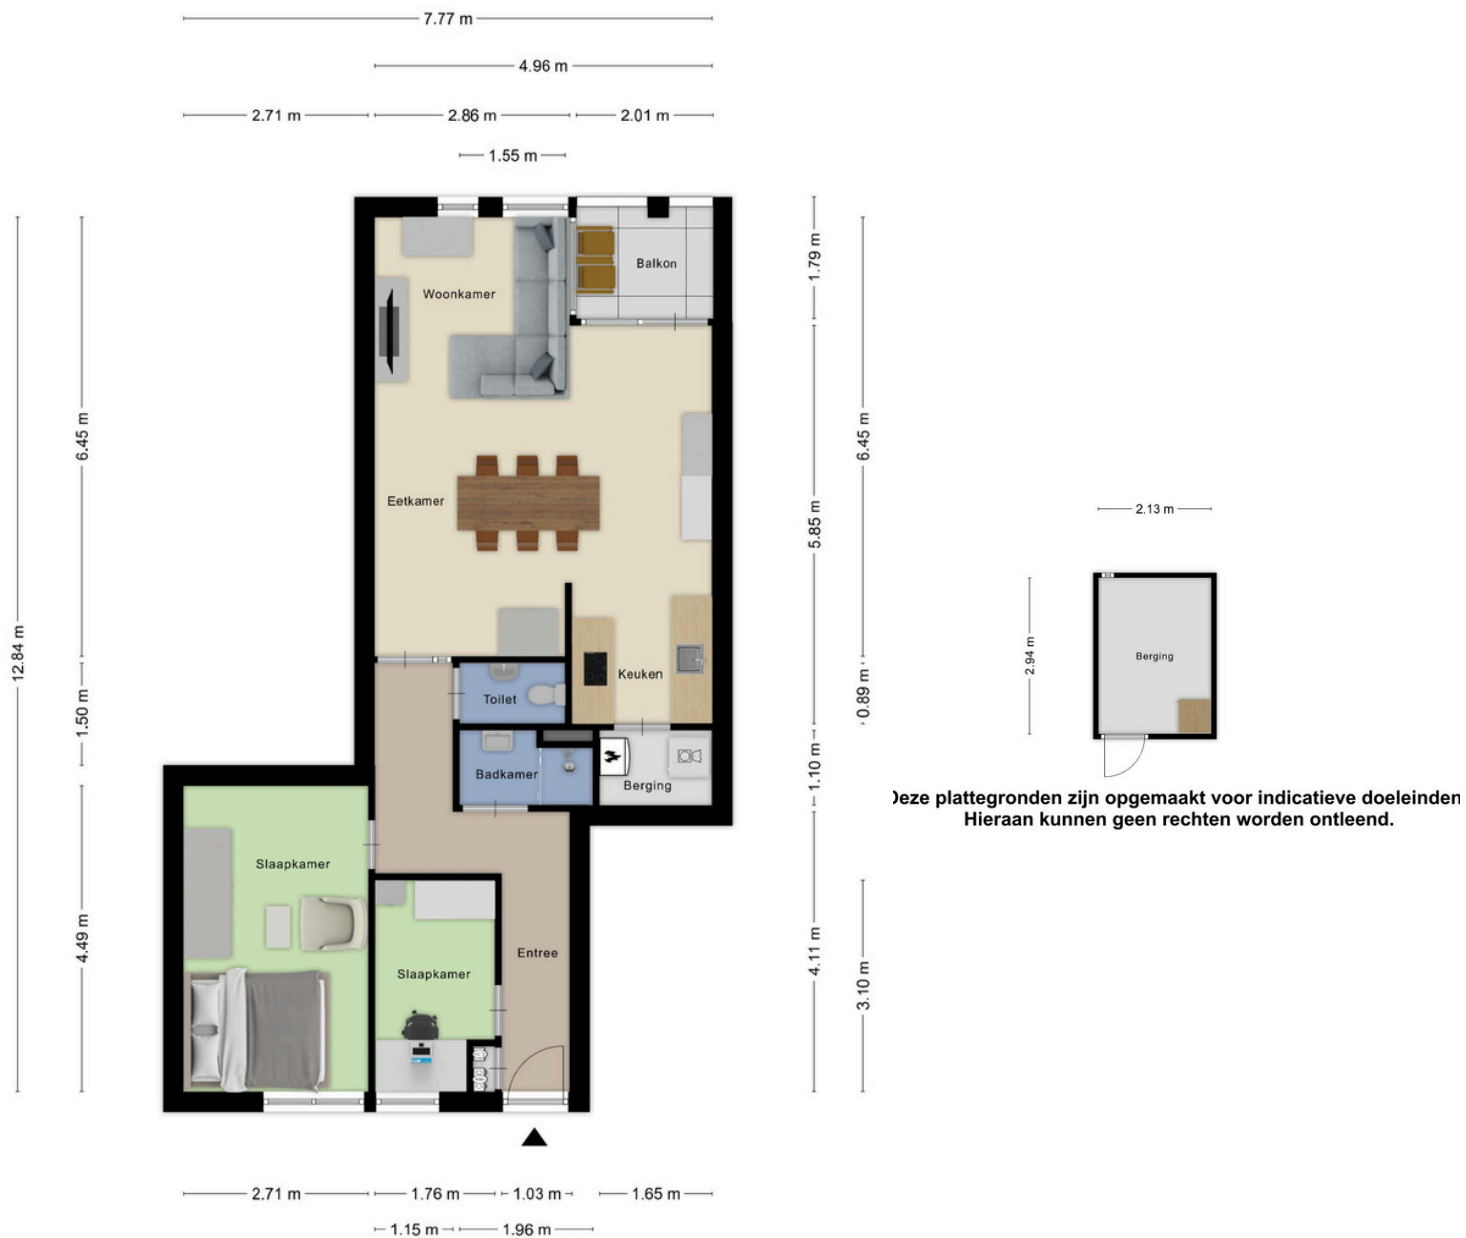 7.77 m
4.96 m
2.71 m
2.86 m
2.01 m
1.55 m
12.84 m
6.45 m
1.50 m
4.49 m
Woonkamer
Balkon
Eetkamer
Keuken
Toilet
Badkamer
Berging
Slaapkamer
Slaapkamer
Entree
1.79 m
5.85 m
1.10 m
4.11 m
6.45 m
0.89 m
3.10 m
2.71 m
1.76 m
1.03 m
1.65 m
1.15 m
1.96 m
2.13 m
2.94 m
Berging
plattegronden zijn opgemaakt voor indicatieve doeleinden
Hieraan kunnen geen rechten worden ontleend.